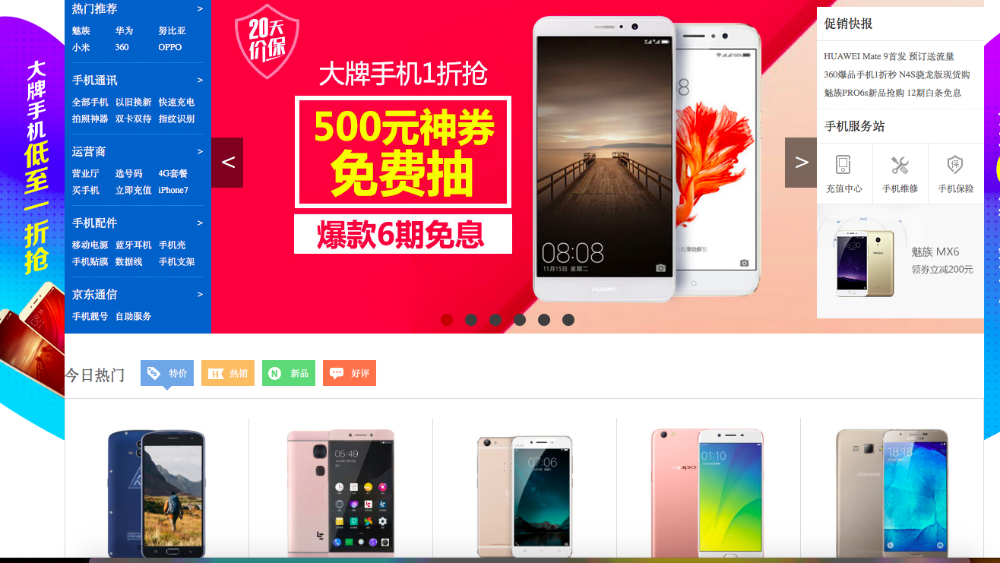 大牌手机低至一折抢
热门推荐 >
魅族 华为 努比亚
小米 360 OPPO
手机通讯 >
全部手机 以旧换新 快速充电
拍照神器 双卡双待 指纹识别
运营商 >
营业厅 选号码 4G套餐
买手机 立即充值 iPhone7
手机配件 >
移动电源 蓝牙耳机 手机壳
手机贴膜 数据线 手机支架
京东通信 >
手机靓号 自助服务
20天
价保
大牌手机1折抢
500元神券
免费抽
爆款6期免息
<
>
08:08
11月15日 星期二
HUAWEI
促销快报
HUAWEI Mate 9首发 预订送流量
360爆品手机1折秒 N4S骁龙版现货购
魅族PRO6s新品抢购 12期白条免息
手机服务站
充值中心 手机维修 手机保险
魅族 MX6
领券立减200元
今日热门
特价 热销 新品 好评
05:49
07:06
oppo
01:10
SAMSUNG
18:18